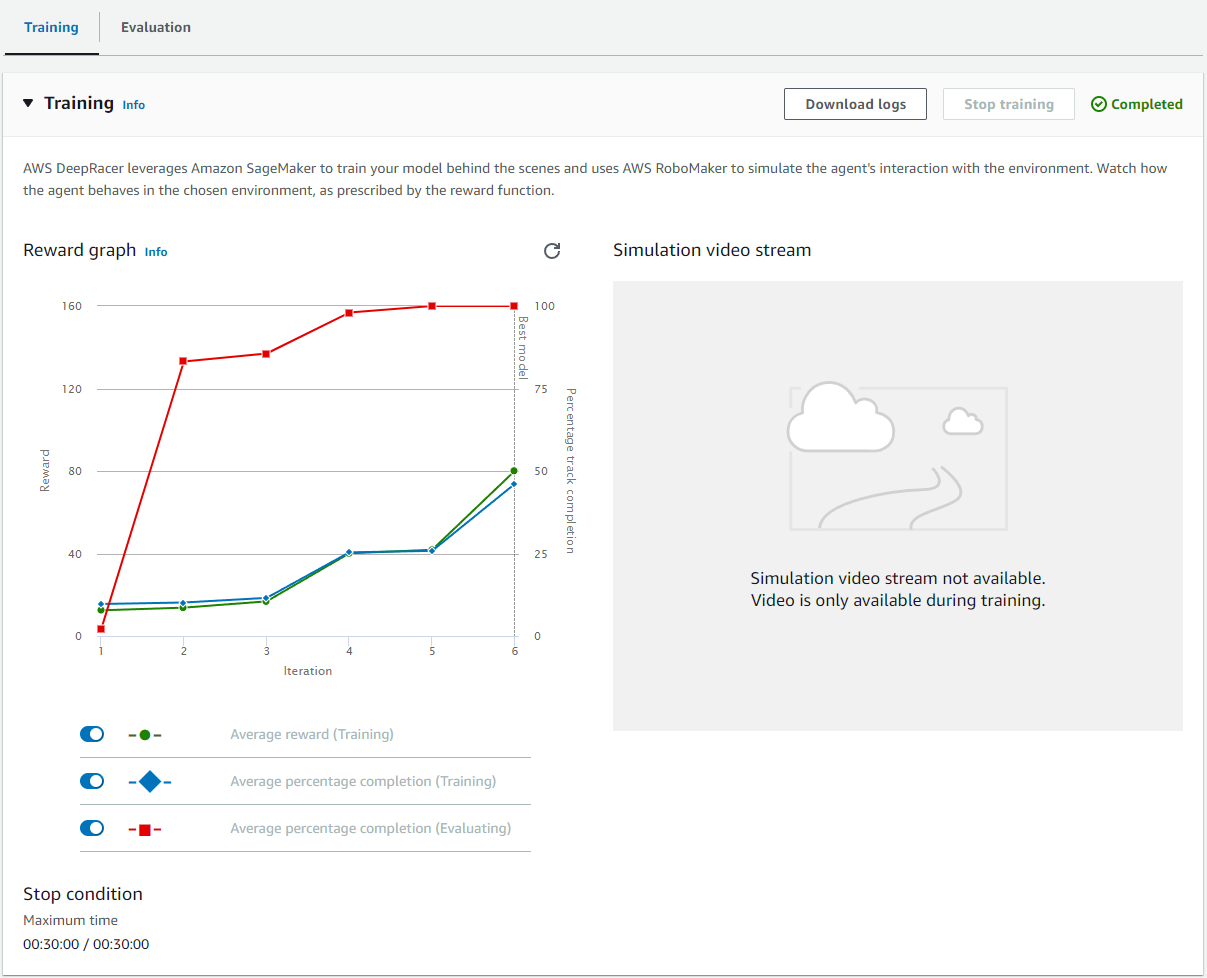 Training
Evaluation
Training Info
Download logs
Stop training
Completed
AWS DeepRacer leverages Amazon SageMaker to train your model behind the scenes and uses AWS RoboMaker to simulate the agent's interaction with the environment. Watch how
the agent behaves in the chosen environment, as prescribed by the reward function.
Reward graph Info
160
120
80
40
0
Reward
100
75
50
25
0
Percentage track completion
Best model
1 2 3 4 5 6
Iteration
Average reward (Training)
Average percentage completion (Training)
Average percentage completion (Evaluating)
Simulation video stream
Simulation video stream not available.
Video is only available during training.
Stop condition
Maximum time
00:30:00 / 00:30:00